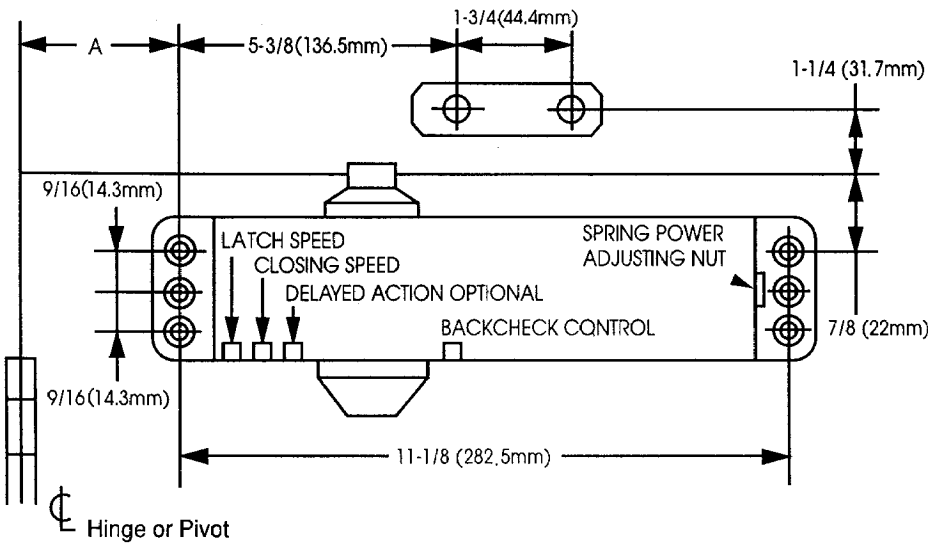 1-3/4(44.4mm)
A
5-3/8(136.5mm)
1-1/4 (31.7mm)
9/16(14.3mm)
LATCH SPEED
CLOSING SPEED
DELAYED ACTION OPTIONAL
SPRING POWER
ADJUSTING NUT
BACKCHECK CONTROL
7/8 (22mm)
9/16(14.3mm)
11-1/8 (282.5mm)
℄ Hinge or Pivot